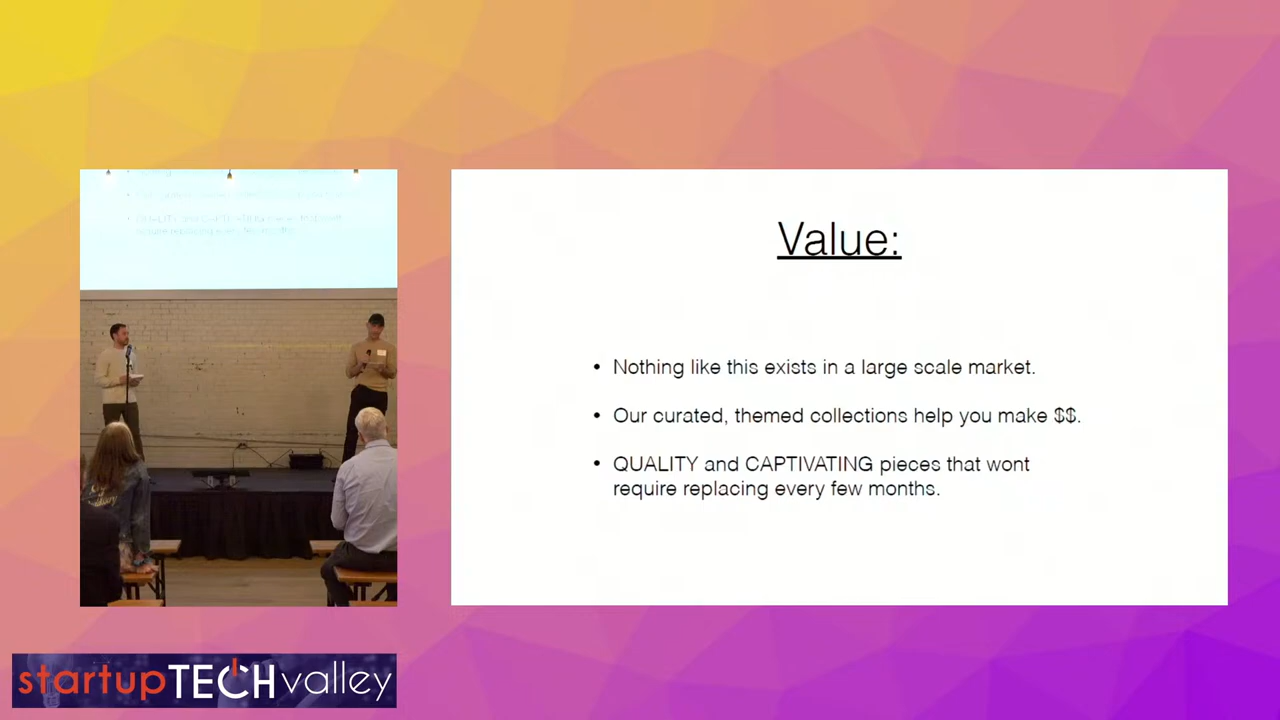 Value:
• Nothing like this exists in a large scale market.
• Our curated, themed collections help you make $$.
• QUALITY and CAPTIVATING pieces that wont
require replacing every few months.
startupTECHvalley